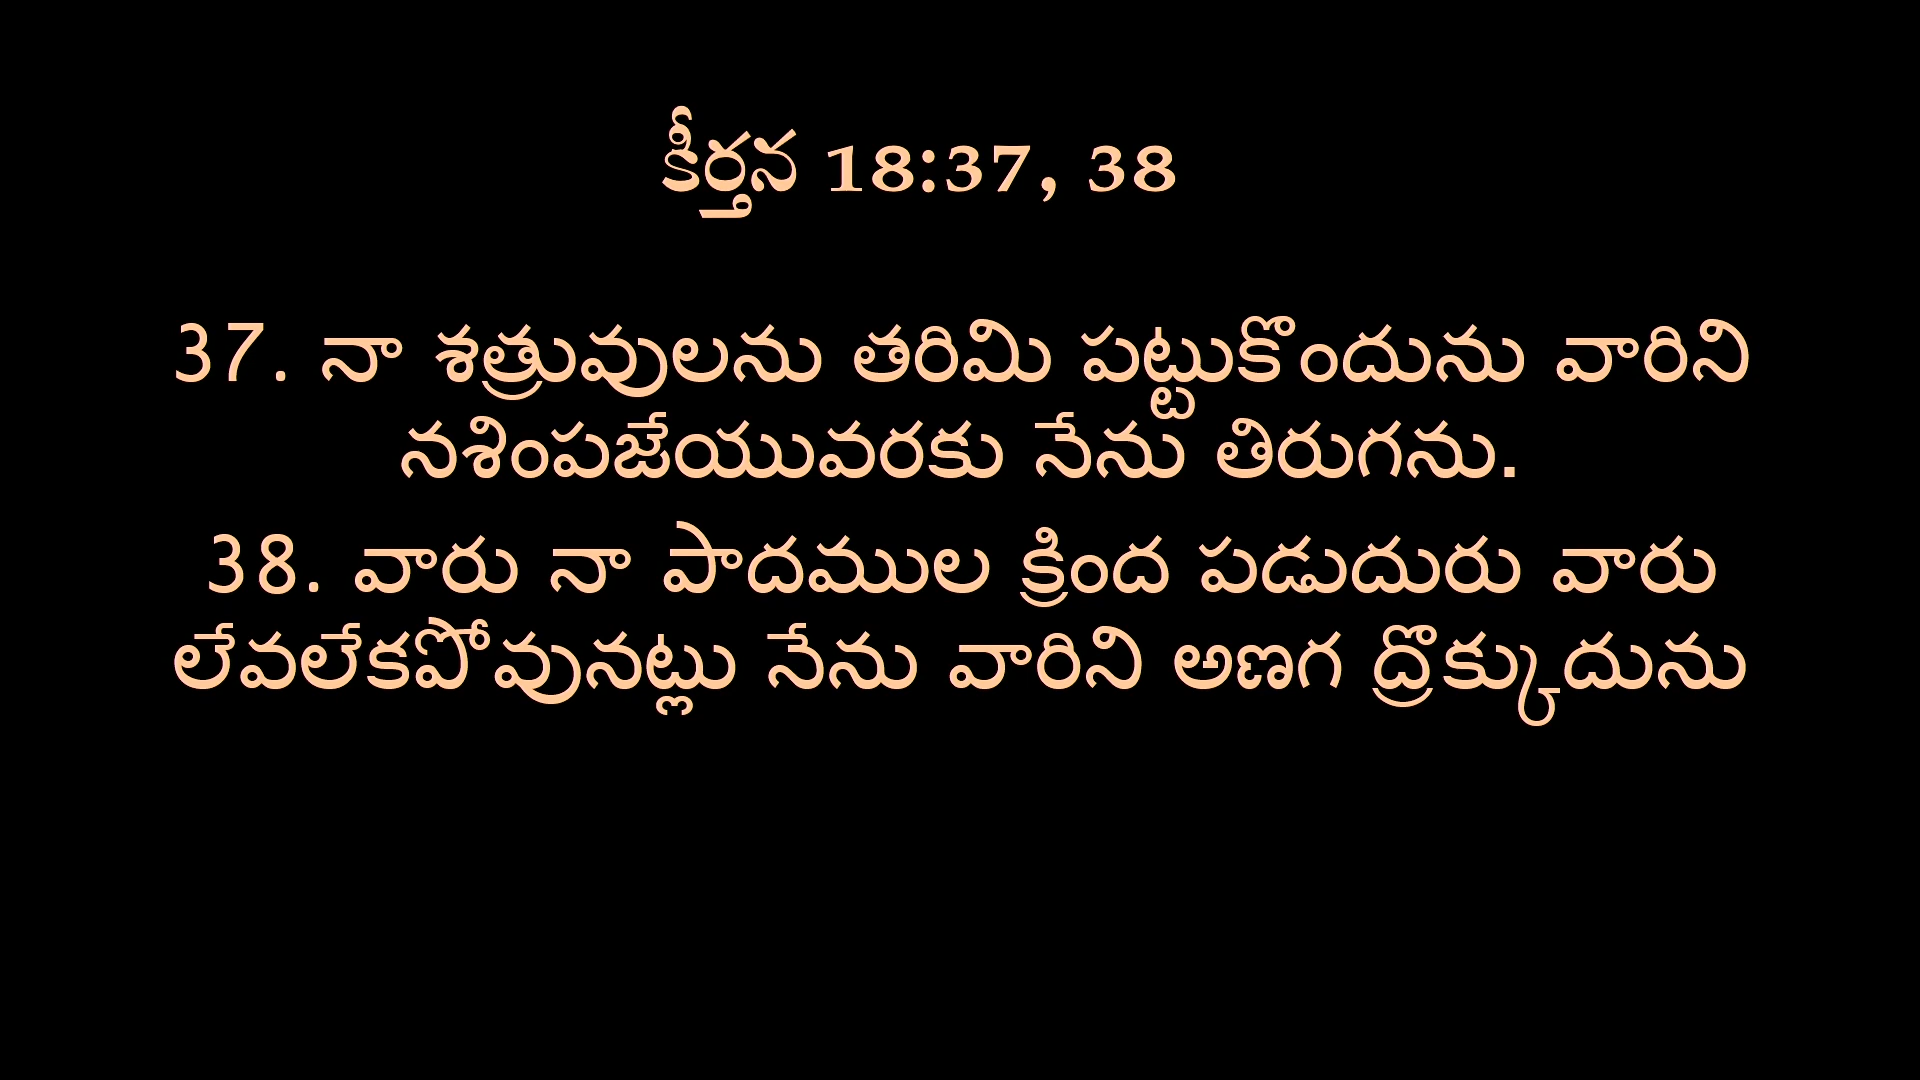 కీర్తన 18:37, 38
37. నా శత్రువులను తరిమి పట్టుకొందును వారిని
నశింపజేయువరకు నేను తిరుగను.
38. వారు నా పాదముల క్రింద పడుదురు వారు
లేవలేకపోవునట్లు నేను వారిని అణగ ద్రొక్కుదును